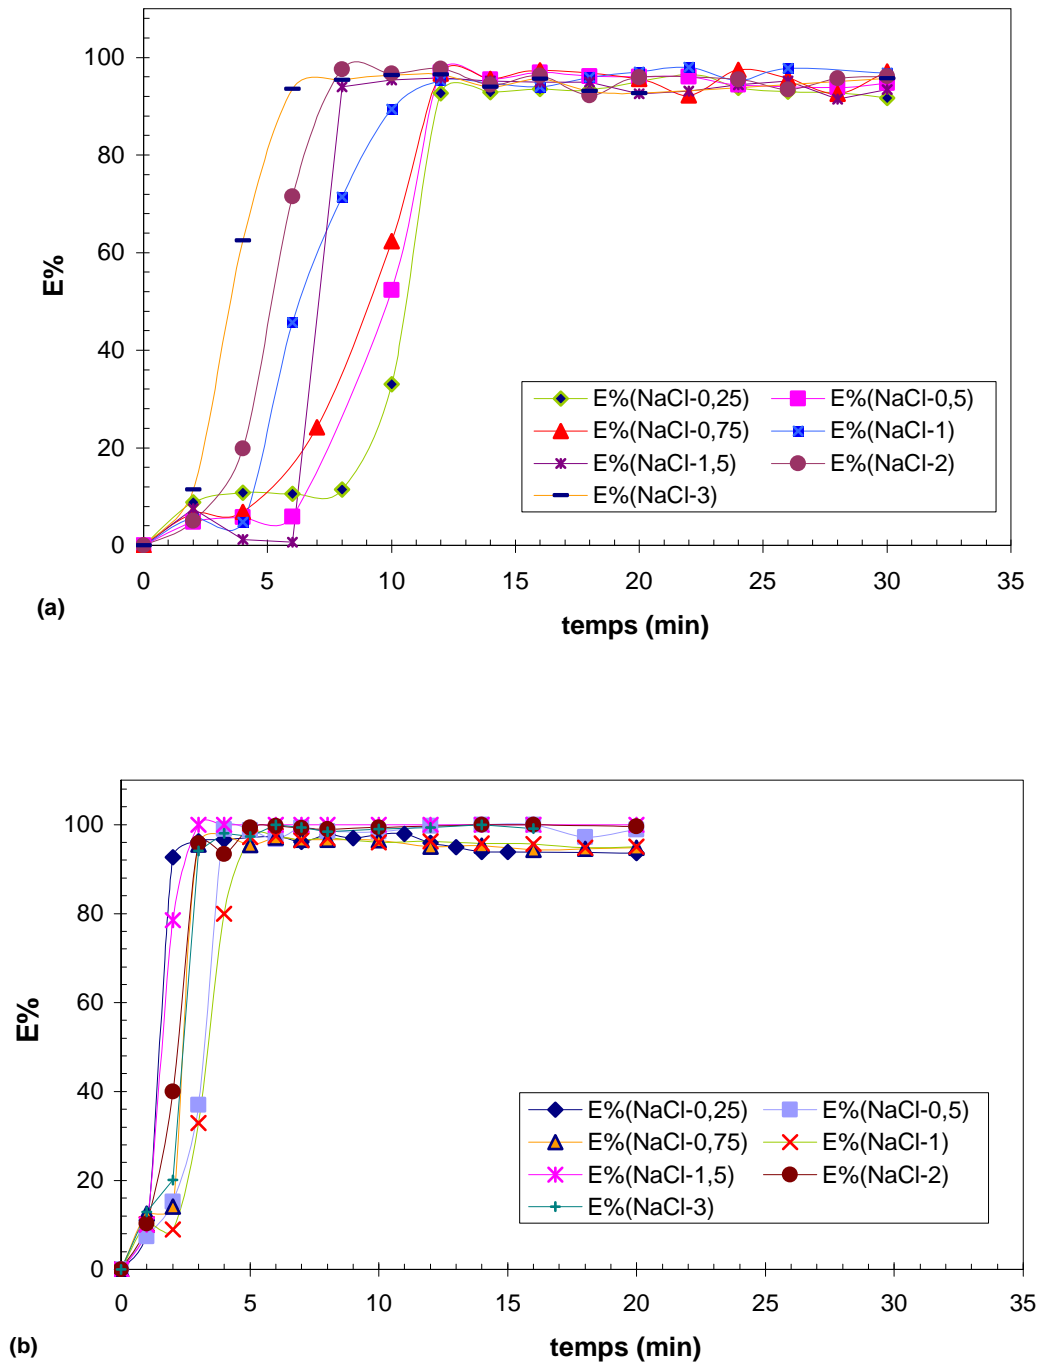 100
80
60
40
20
0
E%
E%(NaCl-0,25) E%(NaCl-0,5)
E%(NaCl-0,75) E%(NaCl-1)
E%(NaCl-1,5) E%(NaCl-2)
E%(NaCl-3)
0 5 10 15 20 25 30 35
(a)
temps (min)
100
80
60
40
20
0
E%
E%(NaCl-0,25) E%(NaCl-0,5)
E%(NaCl-0,75) E%(NaCl-1)
E%(NaCl-1,5) E%(NaCl-2)
E%(NaCl-3)
0 5 10 15 20 25 30 35
(b)
temps (min)